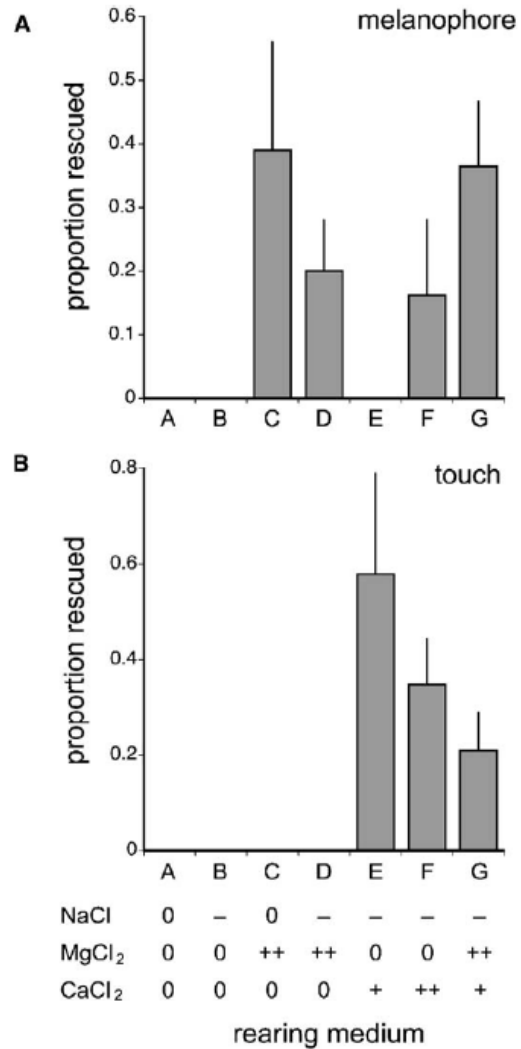 A
melanophore
proportion rescued
0.6
0.5
0.4
0.3
0.2
0.1
0
A B C D E F G
B
touch
proportion rescued
0.8
0.6
0.4
0.2
0
A B C D E F G
NaCl 0 – 0 – – – –
MgCl₂ 0 0 ++ ++ 0 0 ++
CaCl₂ 0 0 0 0 + ++ +
rearing medium